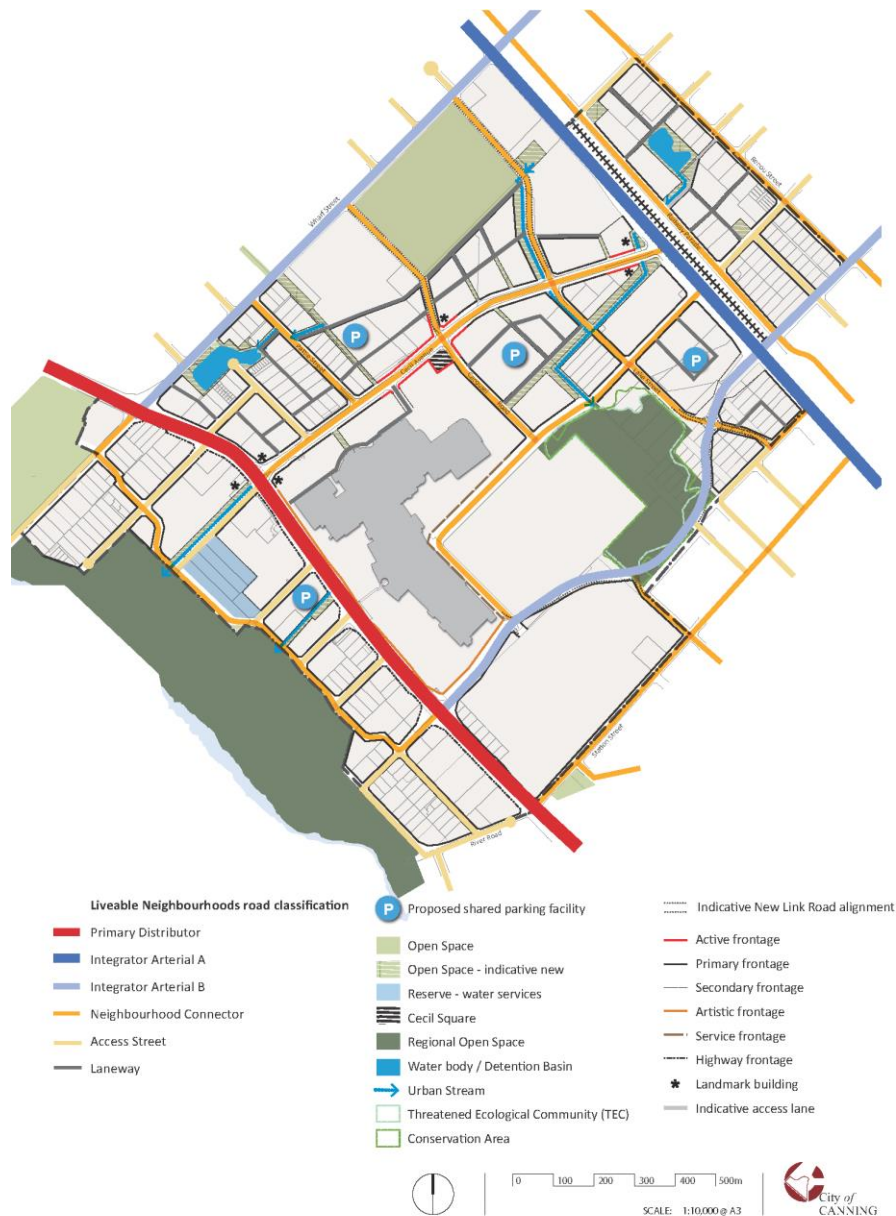 Renou Street
Wharf Street
P
Cecil Avenue
P
P
P
Station Street
River Road
Liveable Neighbourhoods road classification
Primary Distributor
Integrator Arterial A
Integrator Arterial B
Neighbourhood Connector
Access Street
Laneway
P Proposed shared parking facility
Open Space
Open Space - indicative new
Reserve - water services
Cecil Square
Regional Open Space
Water body / Detention Basin
Urban Stream
Threatened Ecological Community (TEC)
Conservation Area
Indicative New Link Road alignment
Active frontage
Primary frontage
Secondary frontage
Artistic frontage
Service frontage
Highway frontage
Landmark building
Indicative access lane
0 100 200 300 400 500m
SCALE: 1:10,000 @ A3
City of
CANNING